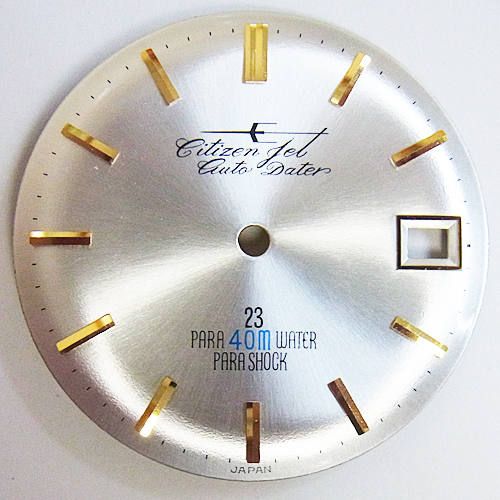 Citizen Jet
Auto Dater
23
PARA 40M WATER
PARA SHOCK
JAPAN